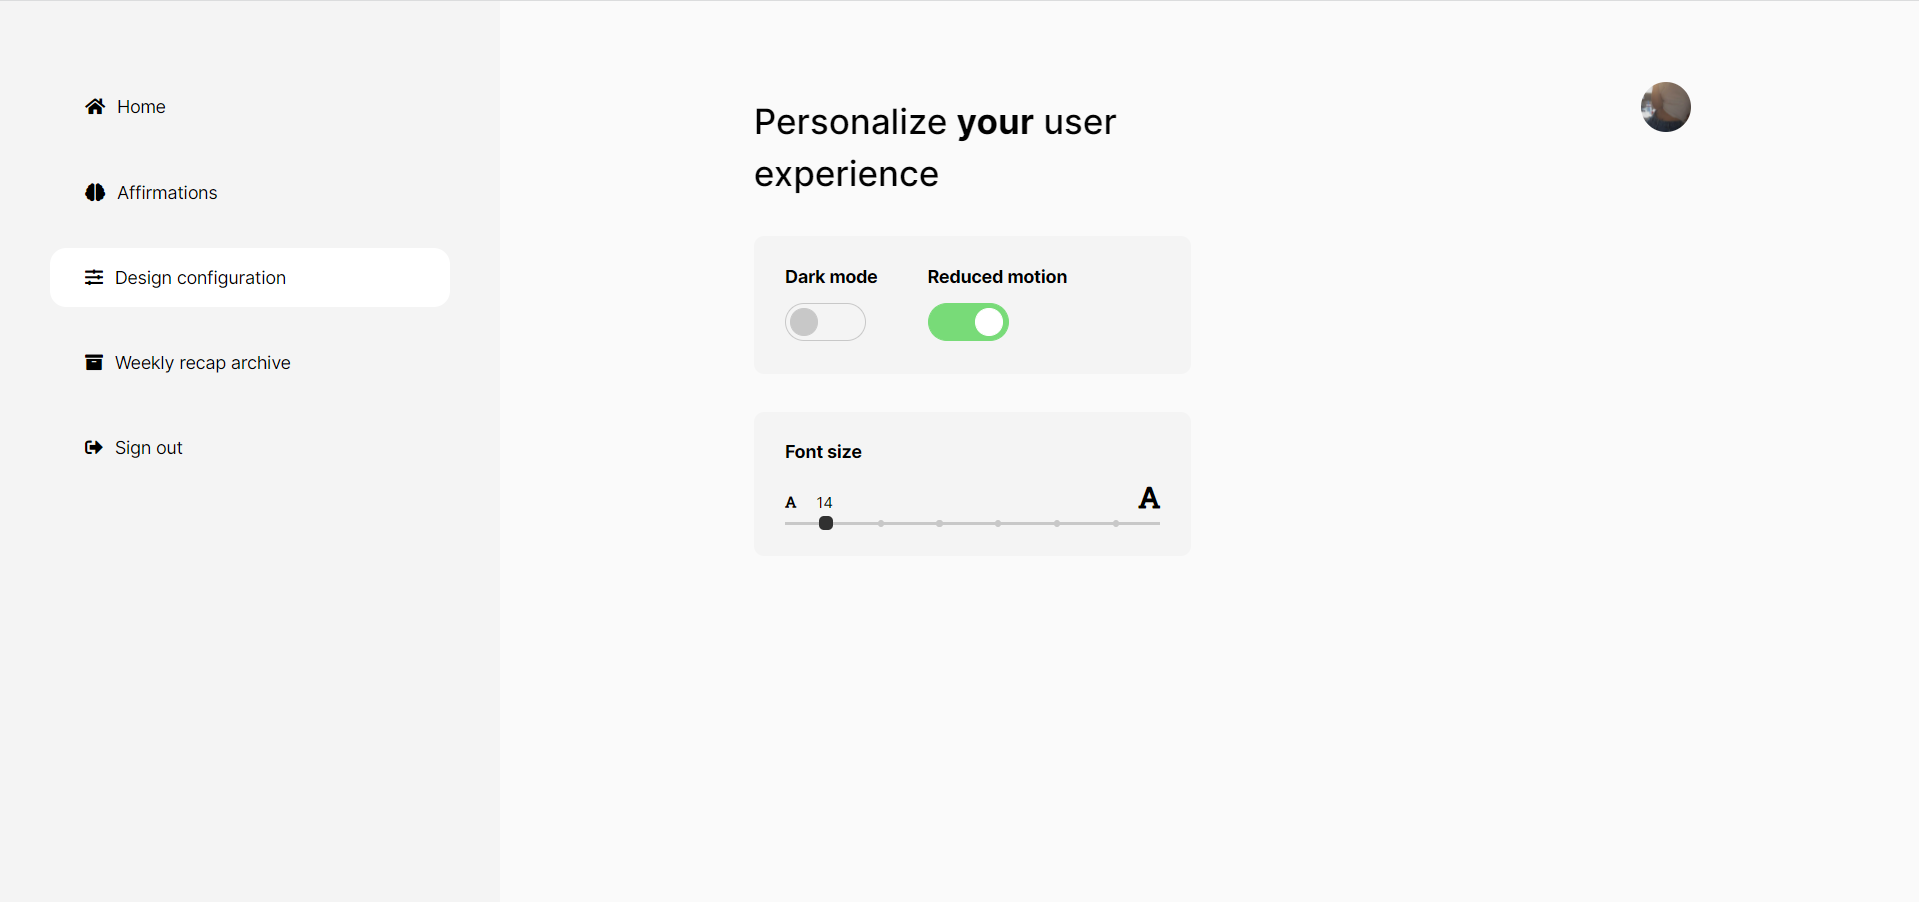 Home
Affirmations
Design configuration
Weekly recap archive
Sign out
Personalize your user
experience
Dark mode
Reduced motion
Font size
A 14 A